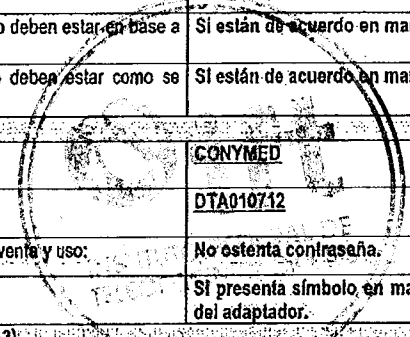 deben estar en base a Si están de acuerdo en ma
deben estar como se Si están de acuerdo en ma
CONYMED
DTA010712
venta y uso: No ostenta contraseña.
Si presenta símbolo en ma
del adaptador.